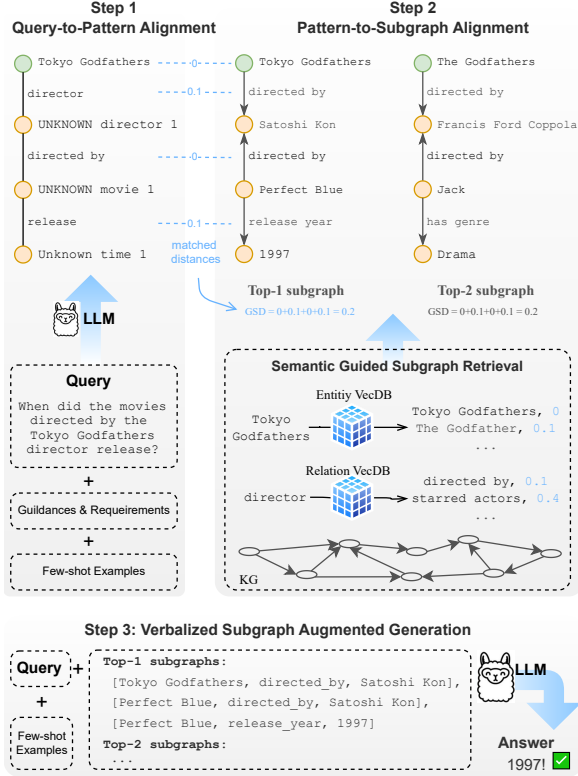 Step 1
Query-to-Pattern Alignment
Tokyo Godfathers
director
UNKNOWN director 1
directed by
UNKNOWN movie 1
release
Unknown time 1
LLM
Query
When did the movies
directed by the
Tokyo Godfathers
director release?
+
Guildances & Requeirements
+
Few-shot Examples
Step 2
Pattern-to-Subgraph Alignment
0
0.1
0
0.1
matched
distances
Tokyo Godfathers
directed by
Satoshi Kon
directed by
Perfect Blue
release year
1997
Top-1 subgraph
GSD = 0+0.1+0+0.1 = 0.2
The Godfathers
directed by
Francis Ford Coppola
directed by
Jack
has genre
Drama
Top-2 subgraph
GSD = 0+0.1+0+0.1 = 0.2
Semantic Guided Subgraph Retrieval
Entitiy VecDB
Tokyo
Godfathers
Tokyo Godfathers, 0
The Godfather, 0.1
...
Relation VecDB
director
directed by, 0.1
starred actors, 0.4
...
KG
Step 3: Verbalized Subgraph Augmented Generation
Query
+
+
Few-shot
Examples
Top-1 subgraphs:
[Tokyo Godfathers, directed_by, Satoshi Kon],
[Perfect Blue, directed_by, Satoshi Kon],
[Perfect Blue, release_year, 1997]
Top-2 subgraphs:
...
LLM
Answer
1997!